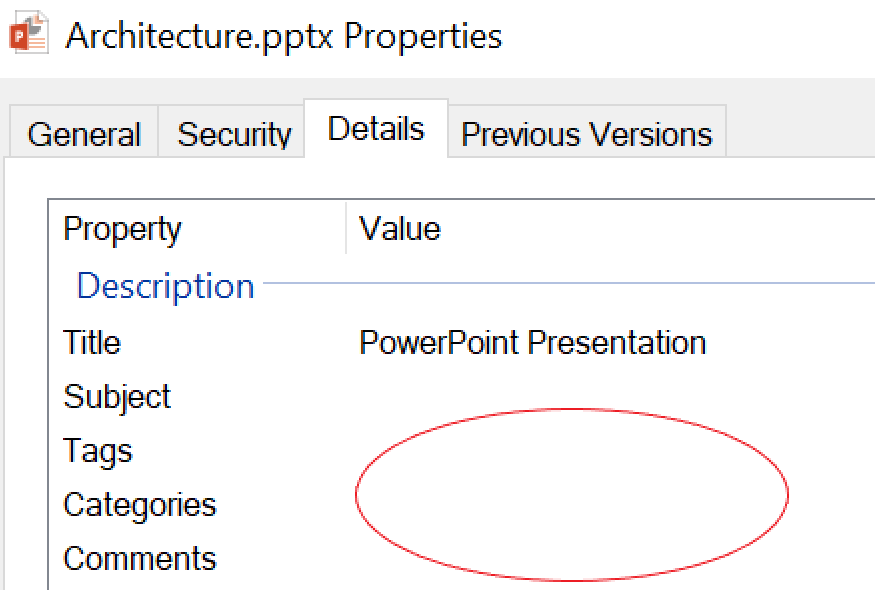 Architecture.pptx Properties
General Security Details Previous Versions
Property Value
Description
Title PowerPoint Presentation
Subject
Tags
Categories
Comments